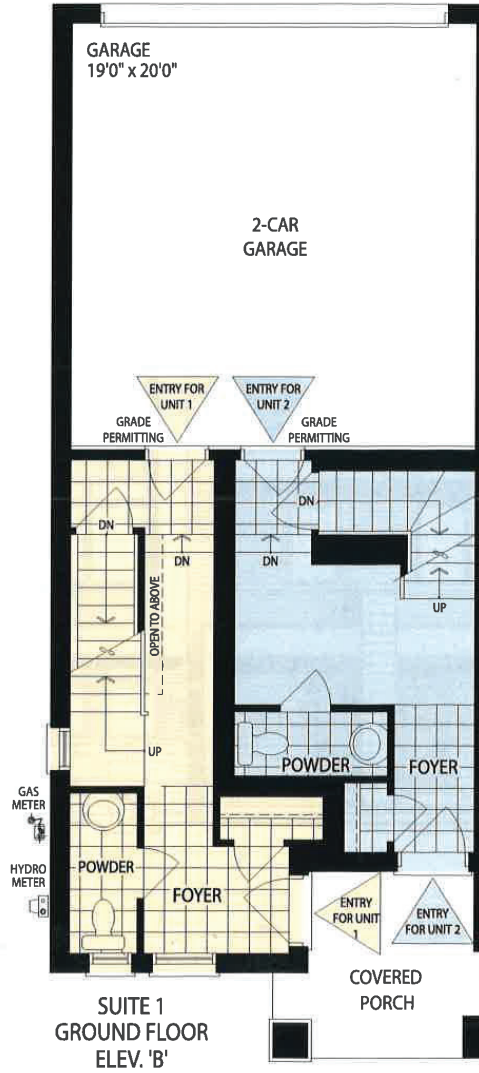 GARAGE
19'0" x 20'0"
2-CAR
GARAGE
ENTRY FOR
UNIT 1
ENTRY FOR
UNIT 2
GRADE
PERMITTING
GRADE
PERMITTING
DN
DN
DN
DN
OPEN TO ABOVE
UP
UP
POWDER
FOYER
GAS
METER
HYDRO
METER
POWDER
FOYER
ENTRY
FOR UNIT
1
ENTRY
FOR UNIT 2
COVERED
PORCH
SUITE 1
GROUND FLOOR
ELEV. 'B'